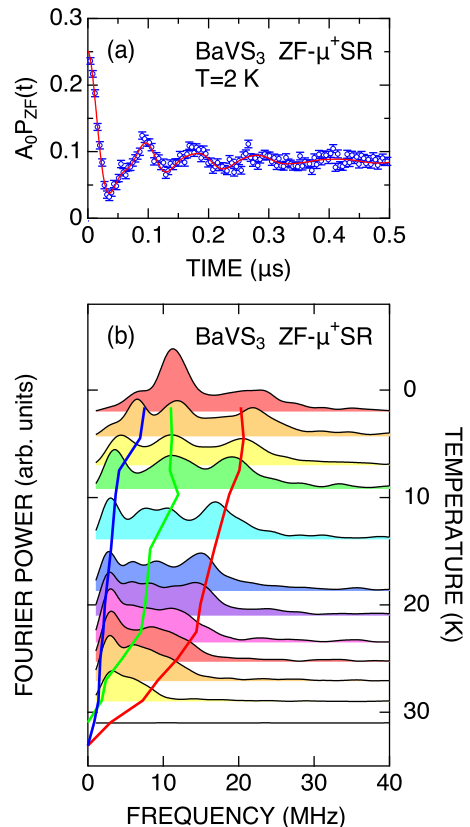 (a) BaVS₃ ZF-μ⁺SR
T=2 K
A₀P_ZF(t)
0.3
0.2
0.1
0
0 0.1 0.2 0.3 0.4 0.5
TIME (μs)
(b) BaVS₃ ZF-μ⁺SR
FOURIER POWER (arb. units)
0
10
20
30
TEMPERATURE (K)
0 10 20 30 40
FREQUENCY (MHz)